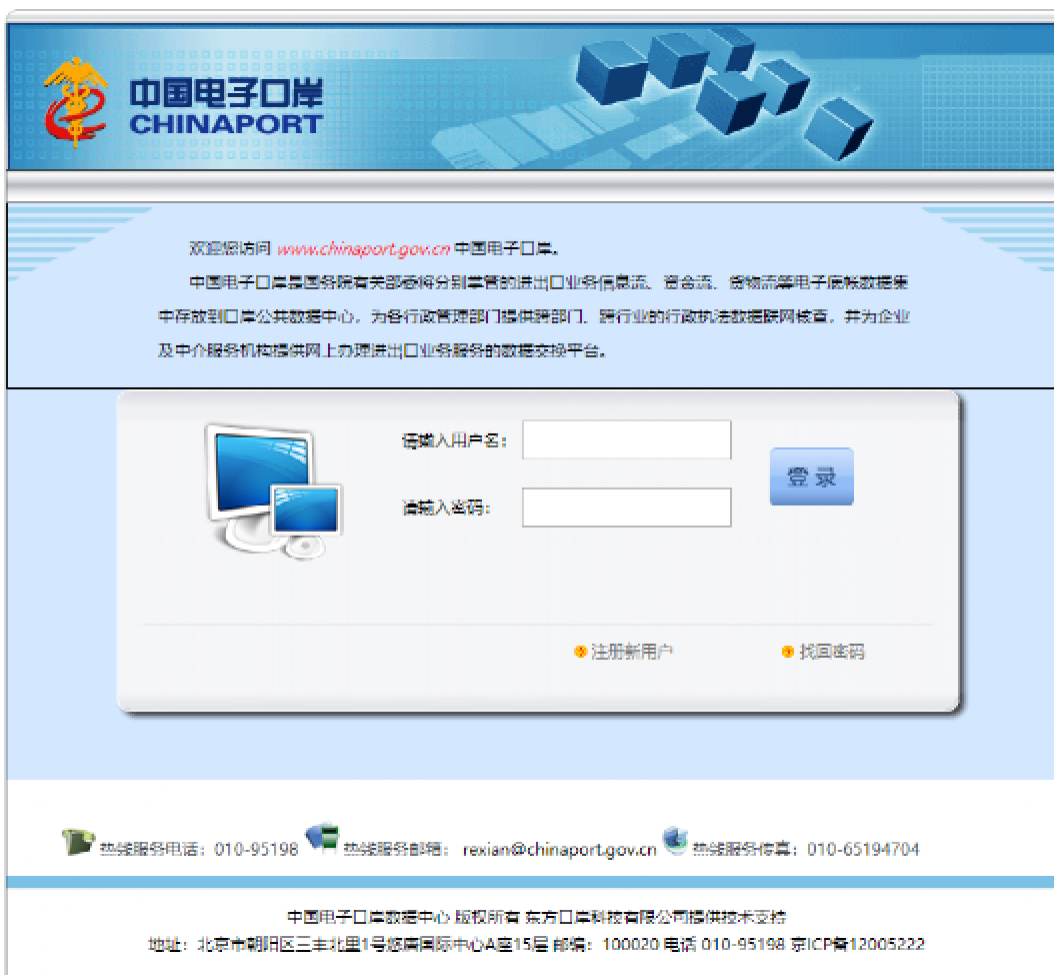 中国电子口岸
CHINAPORT
欢迎您访问 www.chinaport.gov.cn 中国电子口岸。
中国电子口岸是国务院有关部委将分别掌管的进出口业务信息流、资金流、货物流等电子底帐数据集
中存放到口岸公共数据中心，为各行政管理部门提供跨部门、跨行业的行政执法数据联网核查，并为企业
及中介服务机构提供网上办理进出口业务服务的数据交换平台。
请输入用户名：
登 录
请输入密码：
注册新用户 找回密码
热线服务电话：010-95198 热线服务邮箱： rexian@chinaport.gov.cn 热线服务传真：010-65194704
中国电子口岸数据中心 版权所有 东方口岸科技有限公司提供技术支持
地址：北京市朝阳区三丰北里1号悠唐国际中心A座15层 邮编：100020 电话 010-95198 京ICP备12005222